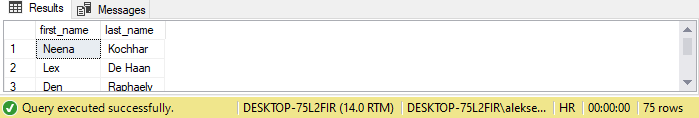 Results Messages
first_name last_name
1 Neena Kochhar
2 Lex De Haan
3 Den Raphaely
Query executed successfully. DESKTOP-75L2FIR (14.0 RTM) DESKTOP-75L2FIR\alekse... HR 00:00:00 75 rows